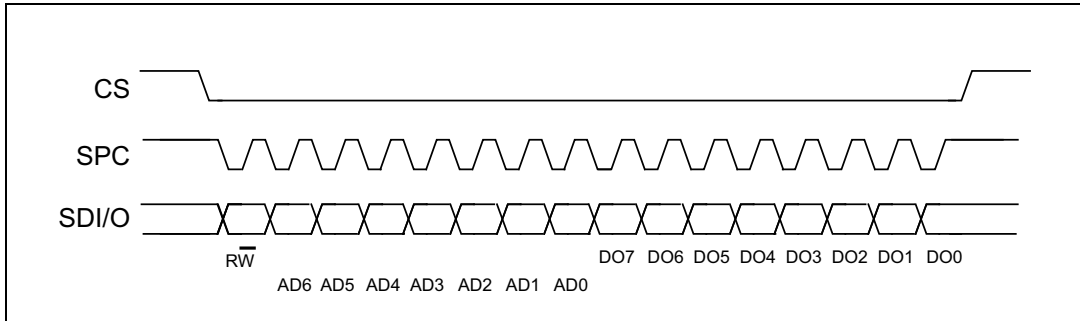 CS
SPC
SDI/O
RW̅
DO7 DO6 DO5 DO4 DO3 DO2 DO1 DO0
AD6 AD5 AD4 AD3 AD2 AD1 AD0